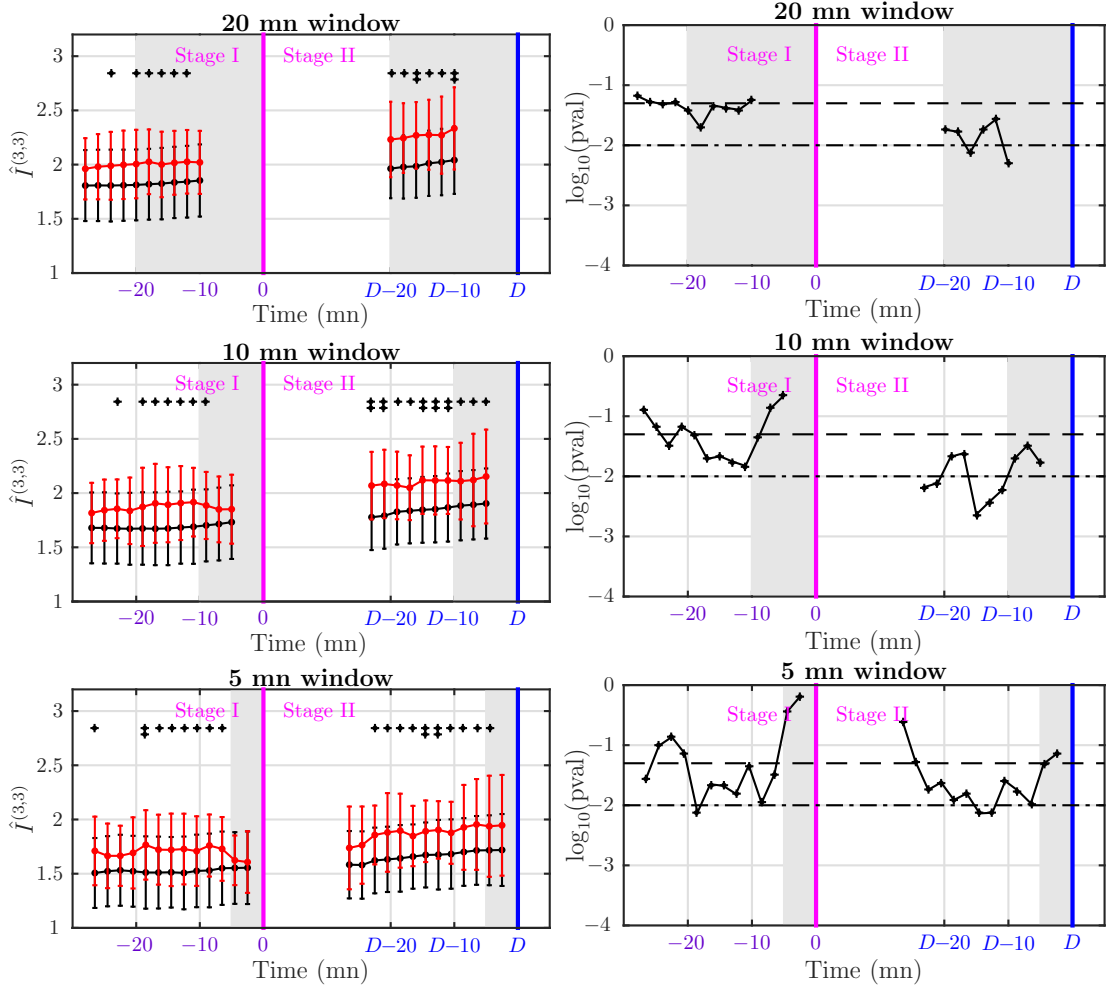 20 mn window
3
2.5
2
1.5
1
Î^(3,3)
Stage I
Stage II
−20
−10
0
D−20
D−10
D
Time (mn)
20 mn window
0
−1
−2
−3
−4
log10(pval)
Stage I
Stage II
−20
−10
0
D−20
D−10
D
Time (mn)
10 mn window
3
2.5
2
1.5
1
Î^(3,3)
Stage I
Stage II
−20
−10
0
D−20
D−10
D
Time (mn)
10 mn window
0
−1
−2
−3
−4
log10(pval)
Stage I
Stage II
−20
−10
0
D−20
D−10
D
Time (mn)
5 mn window
3
2.5
2
1.5
1
Î^(3,3)
Stage I
Stage II
−20
−10
0
D−20
D−10
D
Time (mn)
5 mn window
0
−1
−2
−3
−4
log10(pval)
Stage I
Stage II
−20
−10
0
D−20
D−10
D
Time (mn)